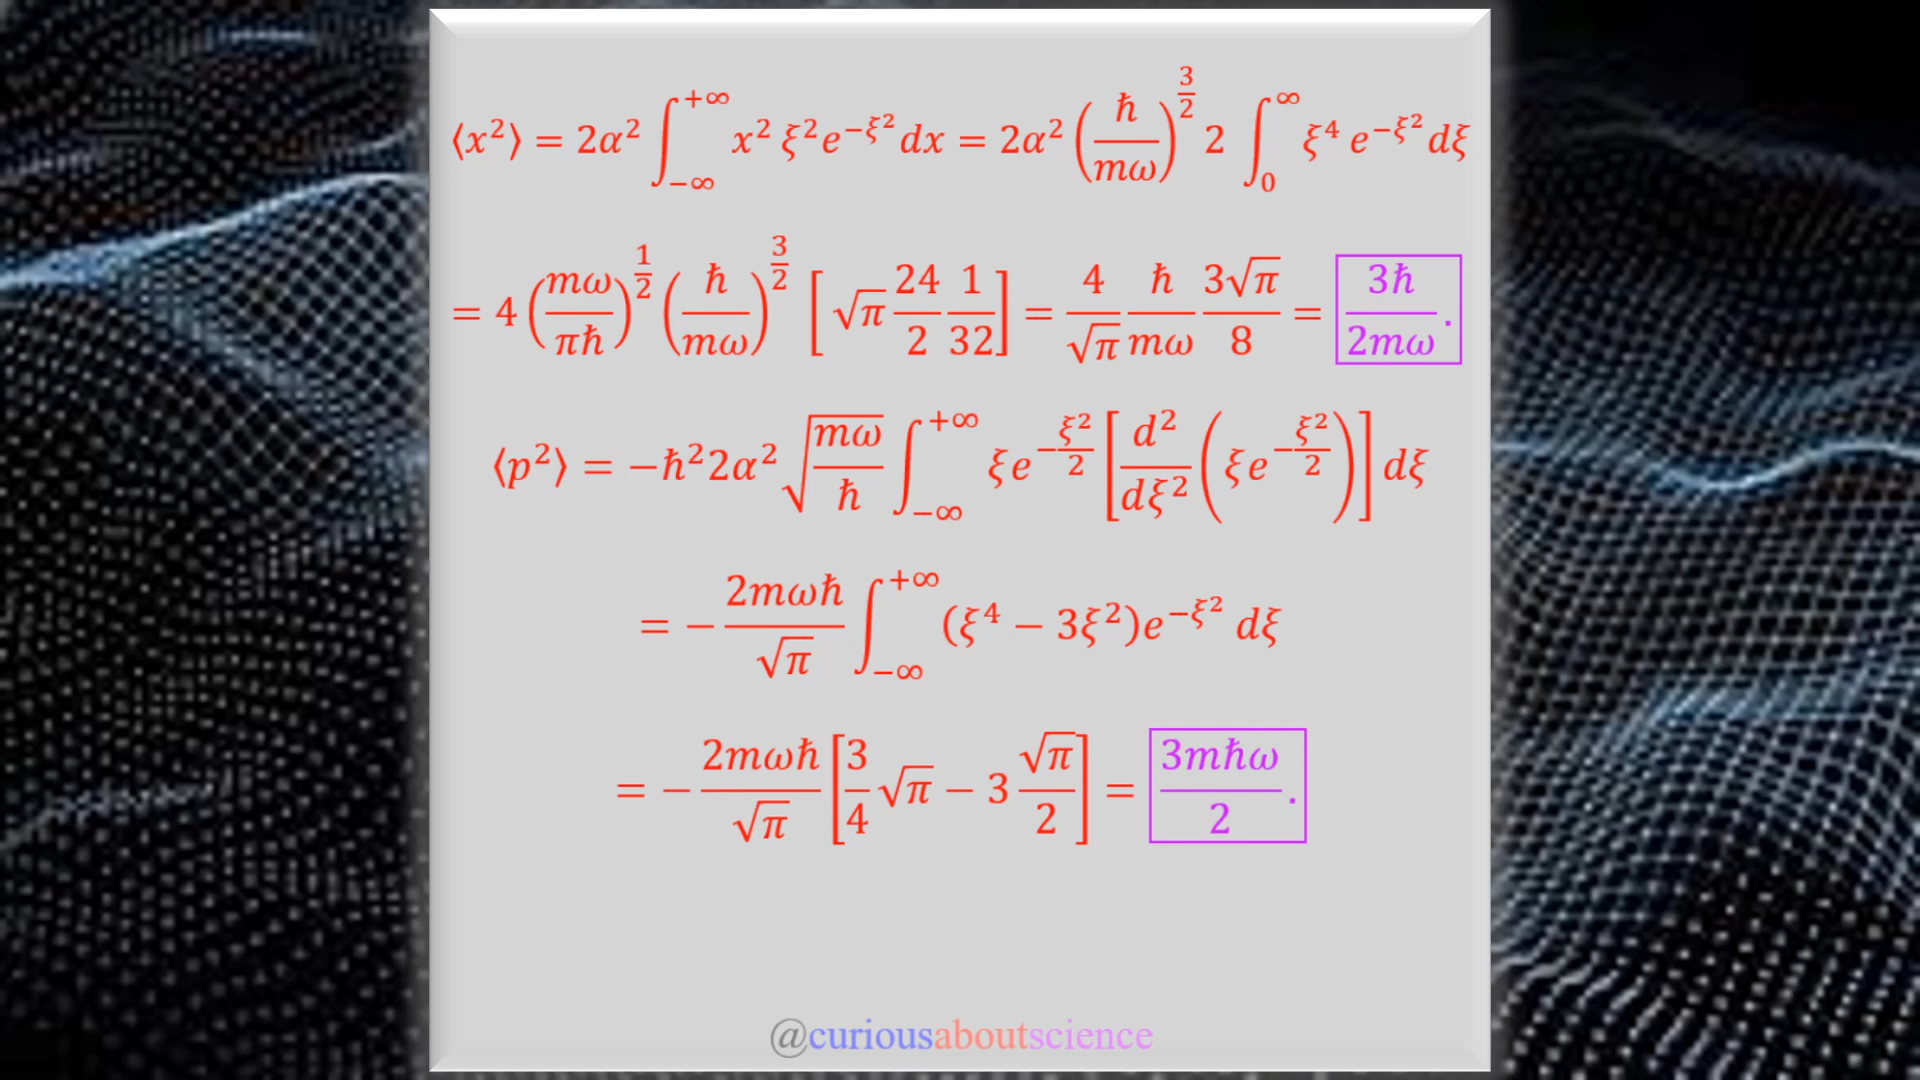 ⟨x²⟩ = 2α² ∫_{−∞}^{+∞} x² ξ² e^{−ξ²} dx = 2α² (ħ/mω)^{3/2} 2 ∫_0^∞ ξ⁴ e^{−ξ²} dξ
= 4 (mω/πħ)^{1/2} (ħ/mω)^{3/2} [√π 24/2 1/32] = 4/√π ħ/mω 3√π/8 = 3ħ/2mω.
⟨p²⟩ = −ħ²2α² √(mω/ħ) ∫_{−∞}^{+∞} ξe^{−ξ²/2} [d²/dξ² (ξe^{−ξ²/2})] dξ
= − 2mωħ/√π ∫_{−∞}^{+∞} (ξ⁴ − 3ξ²)e^{−ξ²} dξ
= − 2mωħ/√π [3/4 √π − 3 √π/2] = 3mħω/2.
@curiousaboutscience